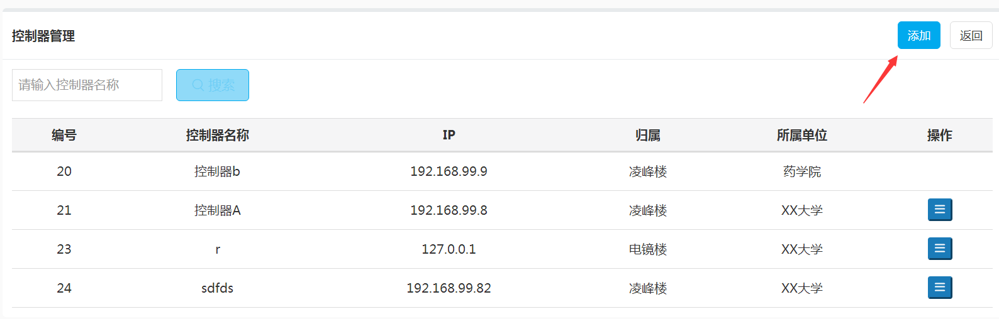 控制器管理 添加 返回
请输入控制器名称 搜索
编号 控制器名称 IP 归属 所属单位 操作
20 控制器b 192.168.99.9 凌峰楼 药学院
21 控制器A 192.168.99.8 凌峰楼 XX大学
23 r 127.0.0.1 电镜楼 XX大学
24 sdfds 192.168.99.82 凌峰楼 XX大学